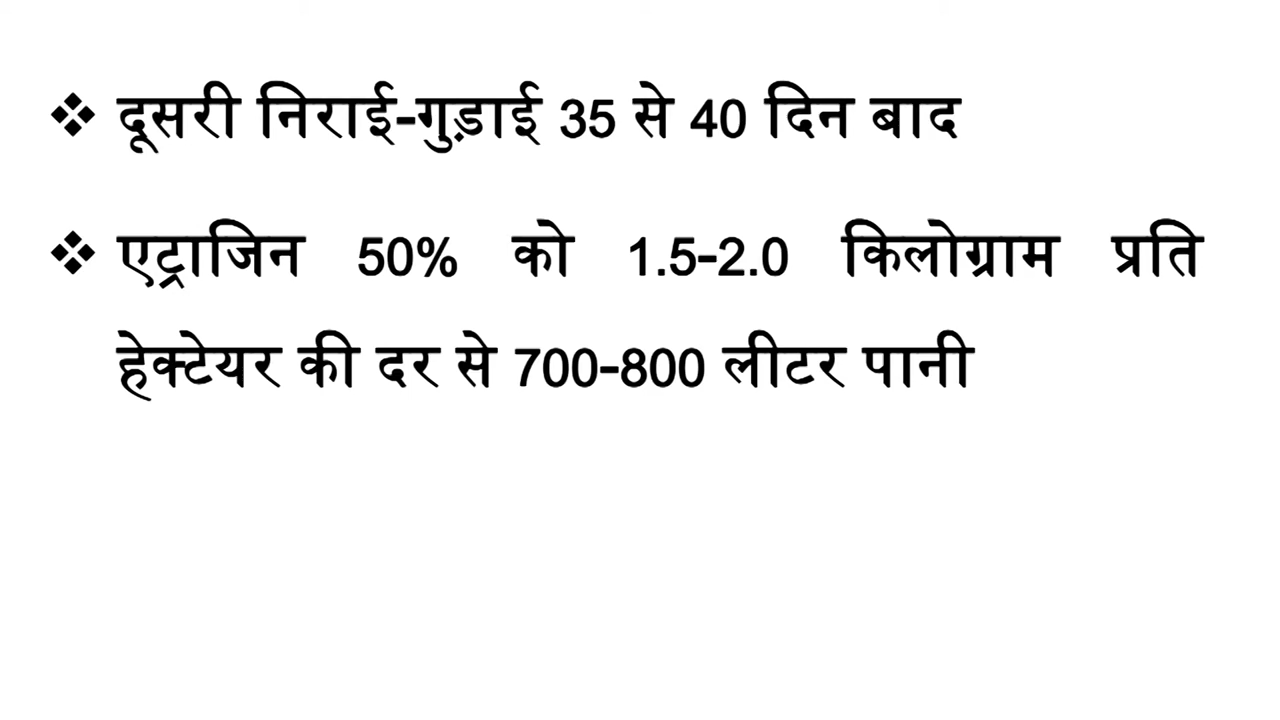 ❖ दूसरी निराई-गुड़ाई 35 से 40 दिन बाद
❖ एट्राजिन 50% को 1.5-2.0 किलोग्राम प्रति
हेक्टेयर की दर से 700-800 लीटर पानी